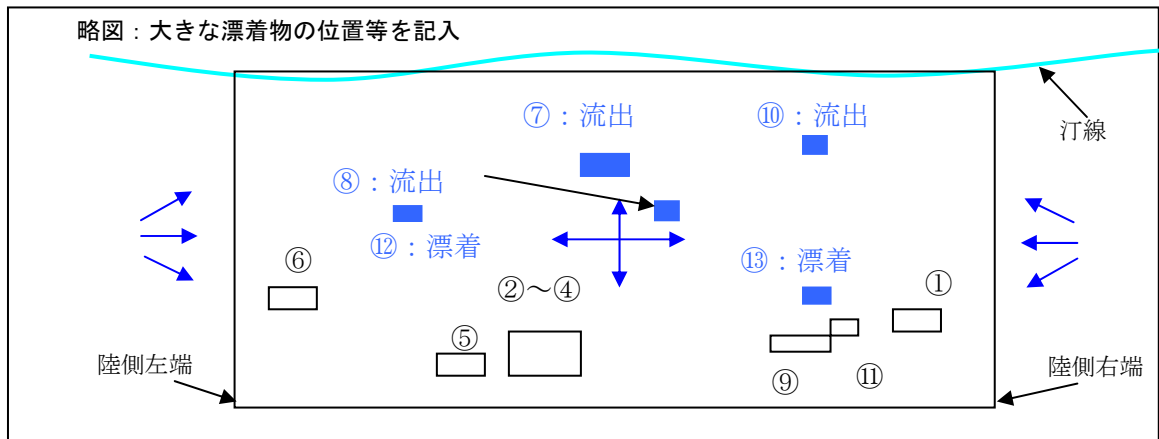 略図：大きな漂着物の位置等を記入
⑦：流出
⑩：流出
汀線
⑧：流出
⑫：漂着
⑬：漂着
⑥
②～④
①
⑤
陸側左端
陸側右端
⑨
⑪